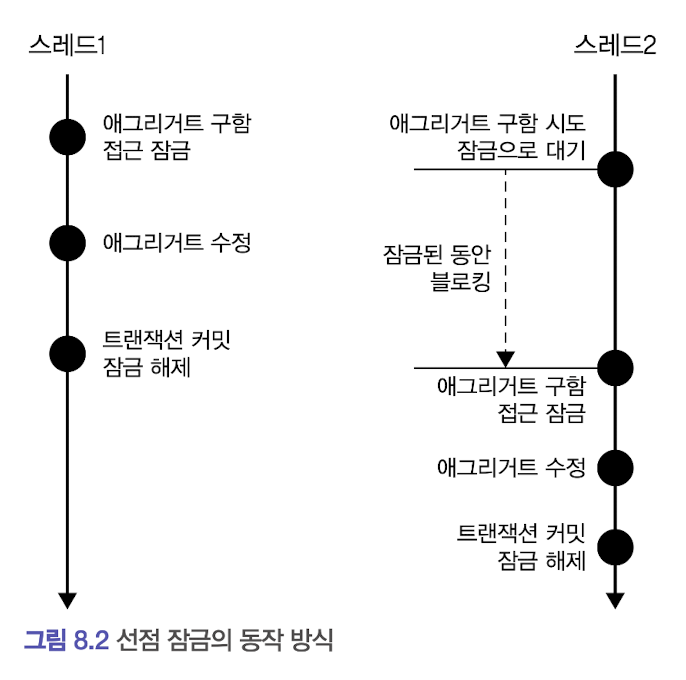 스레드1
애그리거트 구함
접근 잠금
애그리거트 수정
트랜잭션 커밋
잠금 해제
스레드2
애그리거트 구함 시도
잠금으로 대기
잠금된 동안
블로킹
애그리거트 구함
접근 잠금
애그리거트 수정
트랜잭션 커밋
잠금 해제
그림 8.2 선점 잠금의 동작 방식